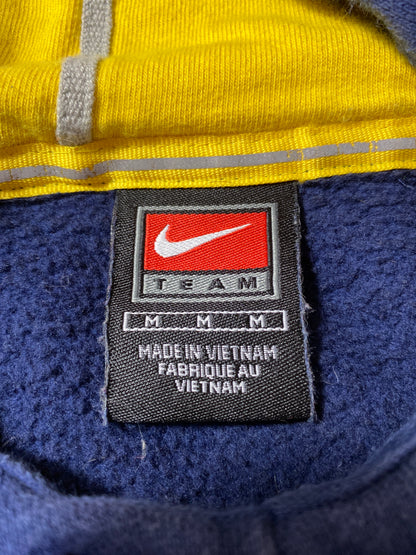 TEAM
M M M
MADE IN VIETNAM
FABRIQUE AU
VIETNAM